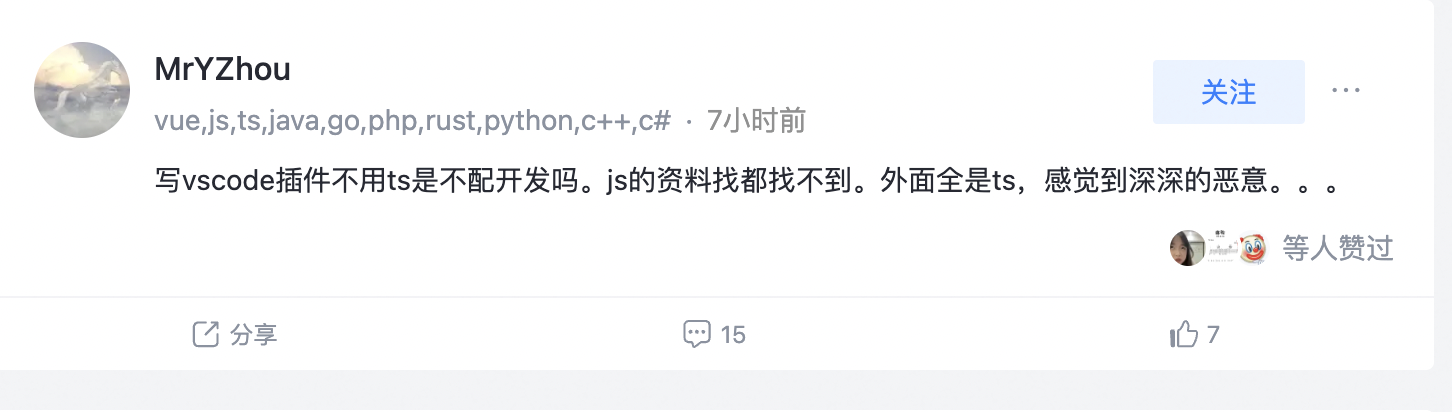 MrYZhou
关注
vue,js,ts,java,go,php,rust,python,c++,c# · 7小时前
写vscode插件不用ts是不配开发吗。js的资料找都找不到。外面全是ts，感觉到深深的恶意。。。
等人赞过
分享
15
7